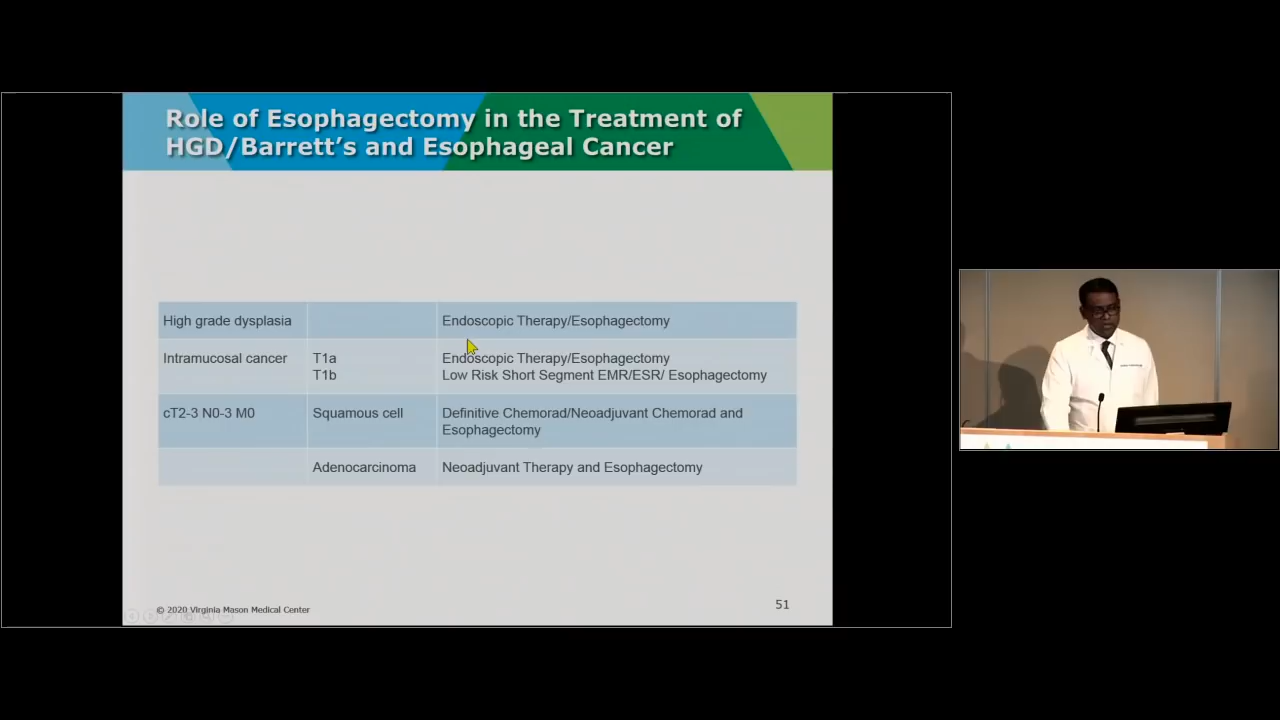 Role of Esophagectomy in the Treatment of
HGD/Barrett's and Esophageal Cancer
High grade dysplasia Endoscopic Therapy/Esophagectomy
Intramucosal cancer T1a Endoscopic Therapy/Esophagectomy
T1b Low Risk Short Segment EMR/ESR/ Esophagectomy
cT2-3 N0-3 M0 Squamous cell Definitive Chemorad/Neoadjuvant Chemorad and
Esophagectomy
Adenocarcinoma Neoadjuvant Therapy and Esophagectomy
© 2020 Virginia Mason Medical Center
51